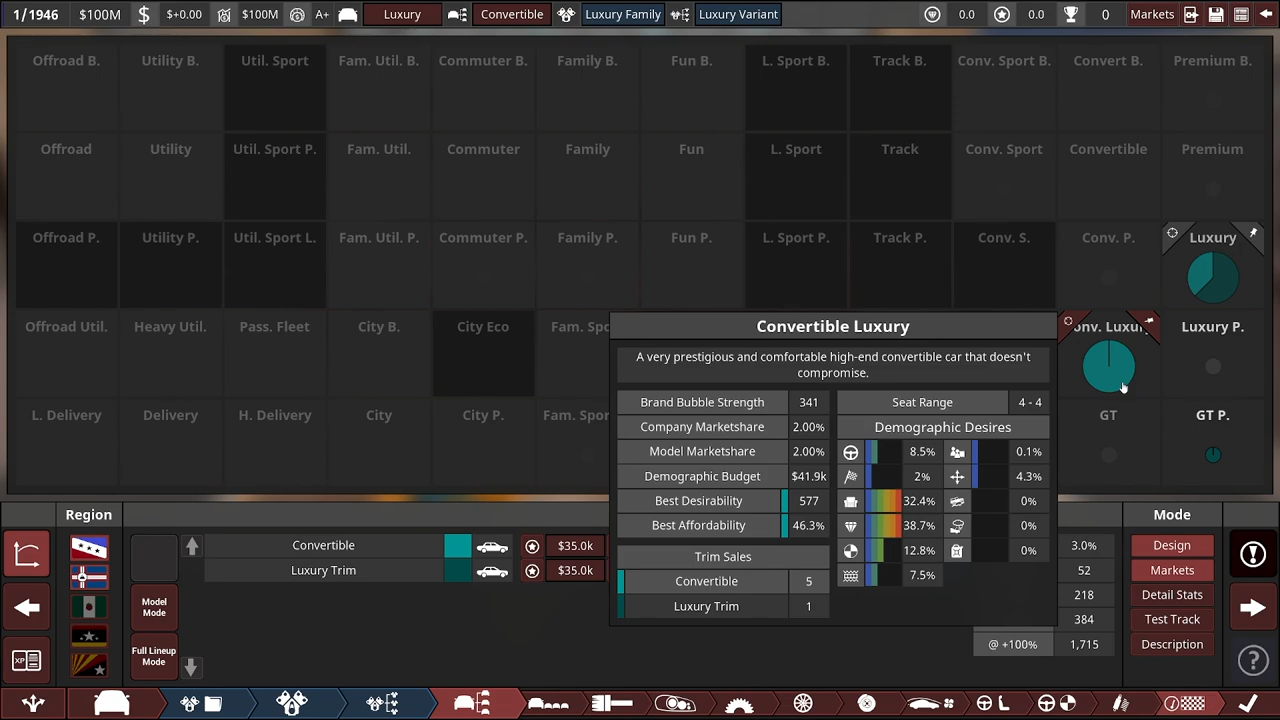 1/1946 $100M $ $+0.00 $100M A+ Luxury Convertible Luxury Family Luxury Variant 0.0 0.0 0 Markets
Offroad B. Utility B. Util. Sport Fam. Util. B. Commuter B. Family B. Fun B. L. Sport B. Track B. Conv. Sport B. Convert B. Premium B.
Offroad Utility Util. Sport P. Fam. Util. Commuter Family Fun L. Sport Track Conv. Sport Convertible Premium
Offroad P. Utility P. Util. Sport L. Fam. Util. P. Commuter P. Family P. Fun P. L. Sport P. Track P. Conv. S. Conv. P. Luxury
Offroad Util. Heavy Util. Pass. Fleet City B. City Eco Fam. Spo onv. Luxur Luxury P.
L. Delivery Delivery H. Delivery City City P. Fam. Spor GT GT P.
Convertible Luxury
A very prestigious and comfortable high-end convertible car that doesn't
compromise.
Brand Bubble Strength 341
Company Marketshare 2.00%
Model Marketshare 2.00%
Demographic Budget $41.9k
Best Desirability 577
Best Affordability 46.3%
Trim Sales
Convertible 5
Luxury Trim 1
Seat Range 4 - 4
Demographic Desires
8.5% 0.1%
2% 4.3%
32.4% 0%
38.7% 0%
12.8% 0%
7.5%
Region
XP
Model
Mode
Full Lineup
Mode
Convertible $35.0k
Luxury Trim $35.0k
3.0%
52
218
384
@ +100% 1,715
Mode
Design
Markets
Detail Stats
Test Track
Description
?